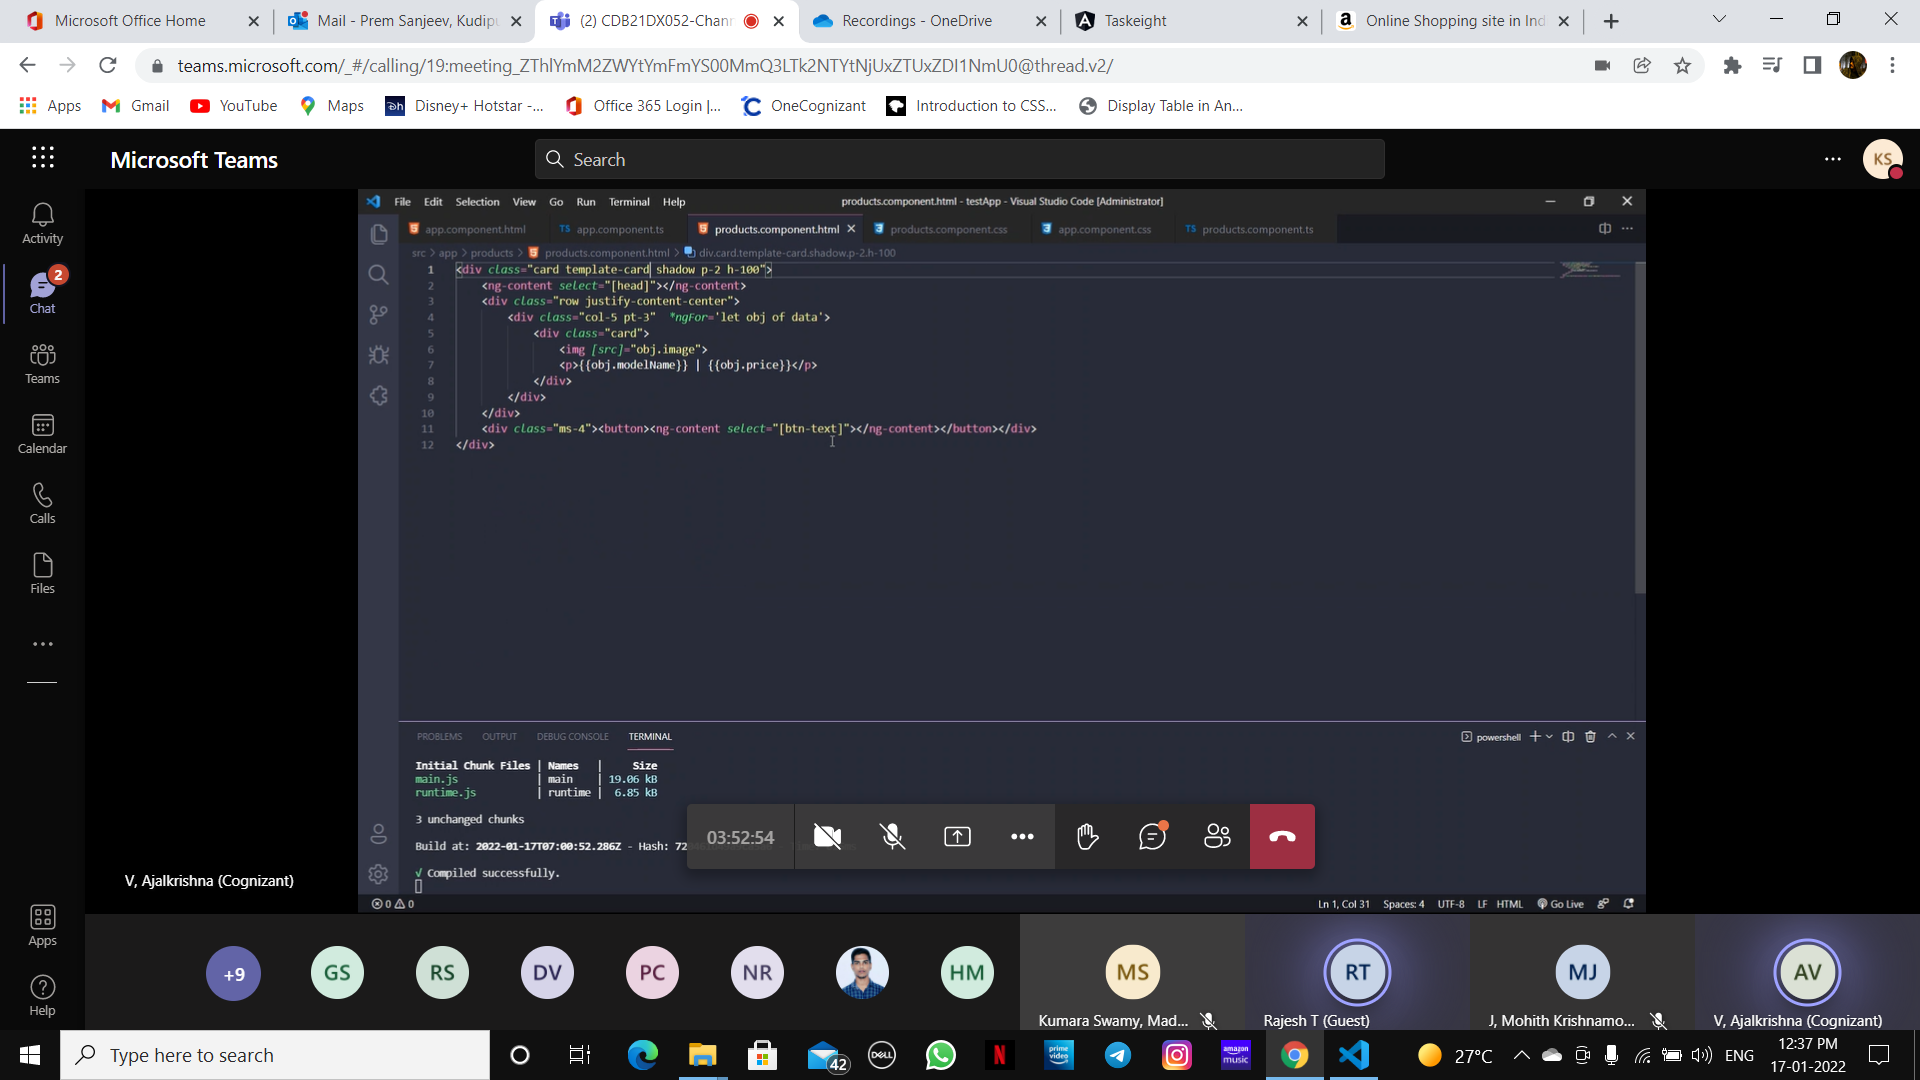 Microsoft Office Home
Mail - Prem Sanjeev, Kudipu
(2) CDB21DX052-Chann
Recordings - OneDrive
Taskeight
Online Shopping site in Ind
teams.microsoft.com/_#/calling/19:meeting_ZThlYmM2ZWYtYmFmYS00MmQ3LTk2NTYtNjUxZTUxZDI1NmU0@thread.v2/
Apps
Gmail
YouTube
Maps
Disney+ Hotstar -...
Office 365 Login |...
OneCognizant
Introduction to CSS...
Display Table in An...
Microsoft Teams
Search
KS
Activity
2
Chat
Teams
Calendar
Calls
Files
Apps
Help
File Edit Selection View Go Run Terminal Help
products.component.html - testApp - Visual Studio Code [Administrator]
app.component.html
TS app.component.ts
products.component.html
products.component.css
app.component.css
TS products.component.ts
src > app > products > products.component.html > div.card.template-card.shadow.p-2.h-100
1 <div class="card template-card shadow p-2 h-100">
2 <ng-content select="[head]"></ng-content>
3 <div class="row justify-content-center">
4 <div class="col-5 pt-3" *ngFor='let obj of data'>
5 <div class="card">
6 <img [src]="obj.image">
7 <p>{{obj.modelName}} | {{obj.price}}</p>
8 </div>
9 </div>
10 </div>
11 <div class="ms-4"><button><ng-content select="[btn-text]"></ng-content></button></div>
12 </div>
PROBLEMS OUTPUT DEBUG CONSOLE TERMINAL
powershell
Initial Chunk Files | Names | Size
main.js | main | 19.06 kB
runtime.js | runtime | 6.85 kB
3 unchanged chunks
Build at: 2022-01-17T07:00:52.286Z - Hash: 72
√ Compiled successfully.
03:52:54
0 0
Ln 1, Col 31 Spaces: 4 UTF-8 LF HTML Go Live
V, Ajalkrishna (Cognizant)
+9
GS
RS
DV
PC
NR
HM
MS
RT
MJ
AV
Kumara Swamy, Mad...
Rajesh T (Guest)
J, Mohith Krishnamo...
V, Ajalkrishna (Cognizant)
Type here to search
42
DELL
N
prime video
amazon music
27°C
ENG
12:37 PM
17-01-2022